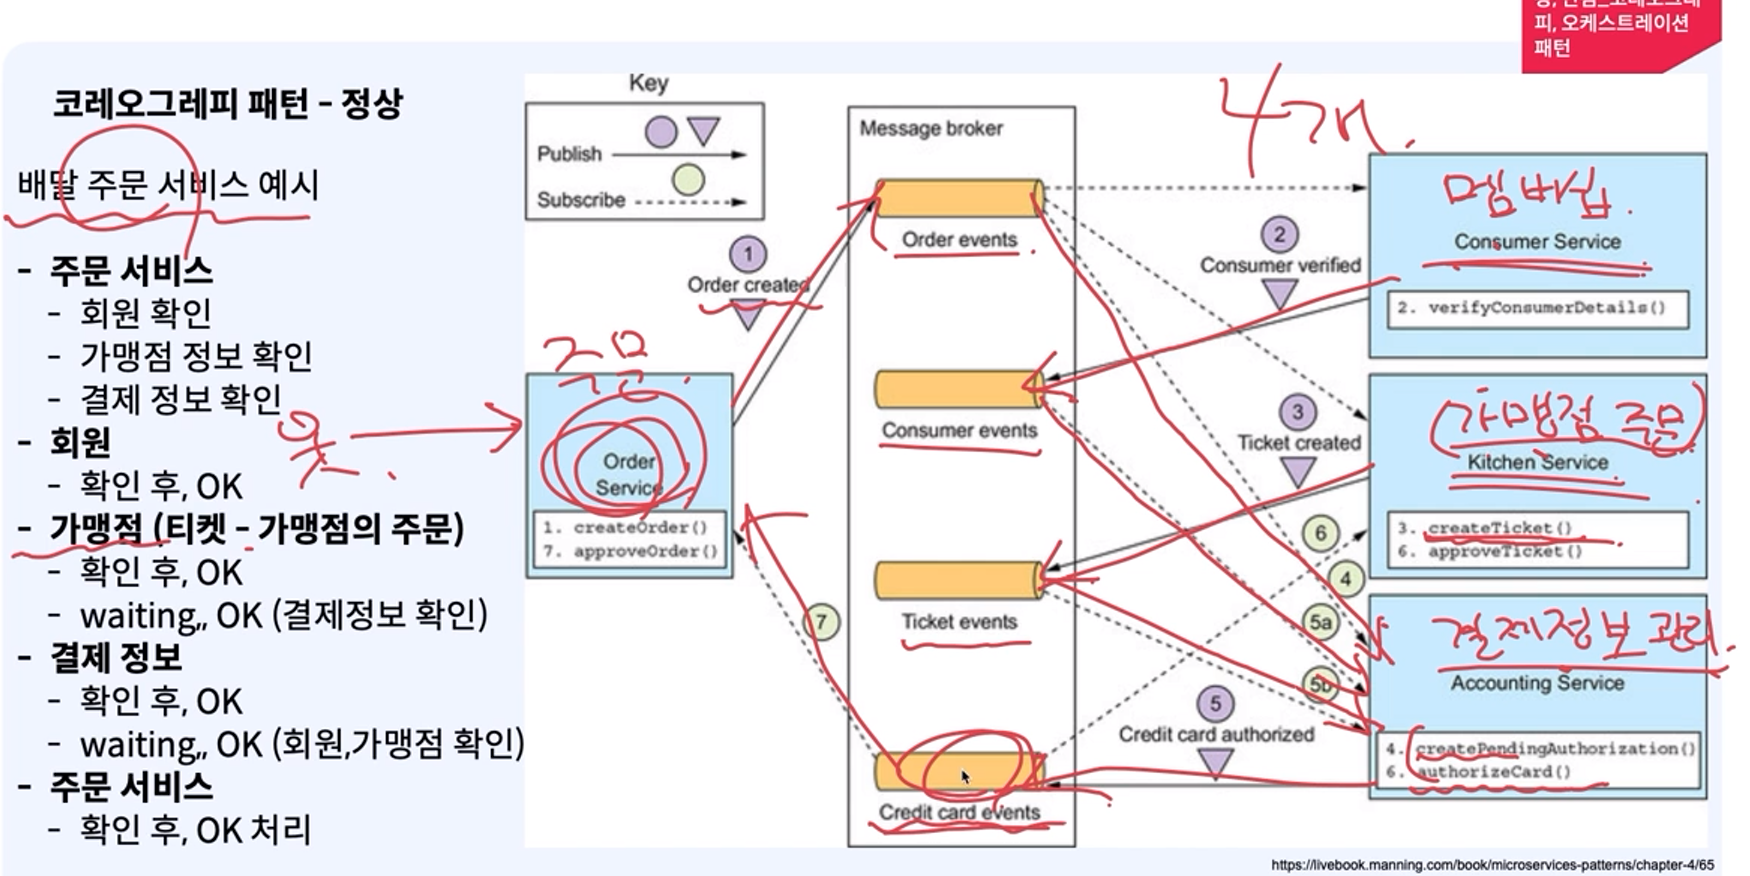 피, 오케스트레이션
패턴
코레오그레피 패턴 – 정상
배달 주문 서비스 예시
- 주문 서비스
- 회원 확인
- 가맹점 정보 확인
- 결제 정보 확인
- 회원
- 확인 후, OK
- 가맹점 (티켓 – 가맹점의 주문)
- 확인 후, OK
- waiting,, OK (결제정보 확인)
- 결제 정보
- 확인 후, OK
- waiting,, OK (회원,가맹점 확인)
- 주문 서비스
- 확인 후, OK 처리
Key
Publish
Subscribe
1
Order created
주문.
Order
Service
1. createOrder()
7. approveOrder()
7
Message broker
Order events
Consumer events
Ticket events
Credit card events
4개.
2
Consumer verified
3
Ticket created
6
4
5a
5b
5
Credit card authorized
멤버쉽.
Consumer Service
2. verifyConsumerDetails()
(가맹점 주문)
Kitchen Service
3. createTicket()
6. approveTicket()
결제정보 관리.
Accounting Service
4. createPendingAuthorization()
6. authorizeCard()
https://livebook.manning.com/book/microservices-patterns/chapter-4/65